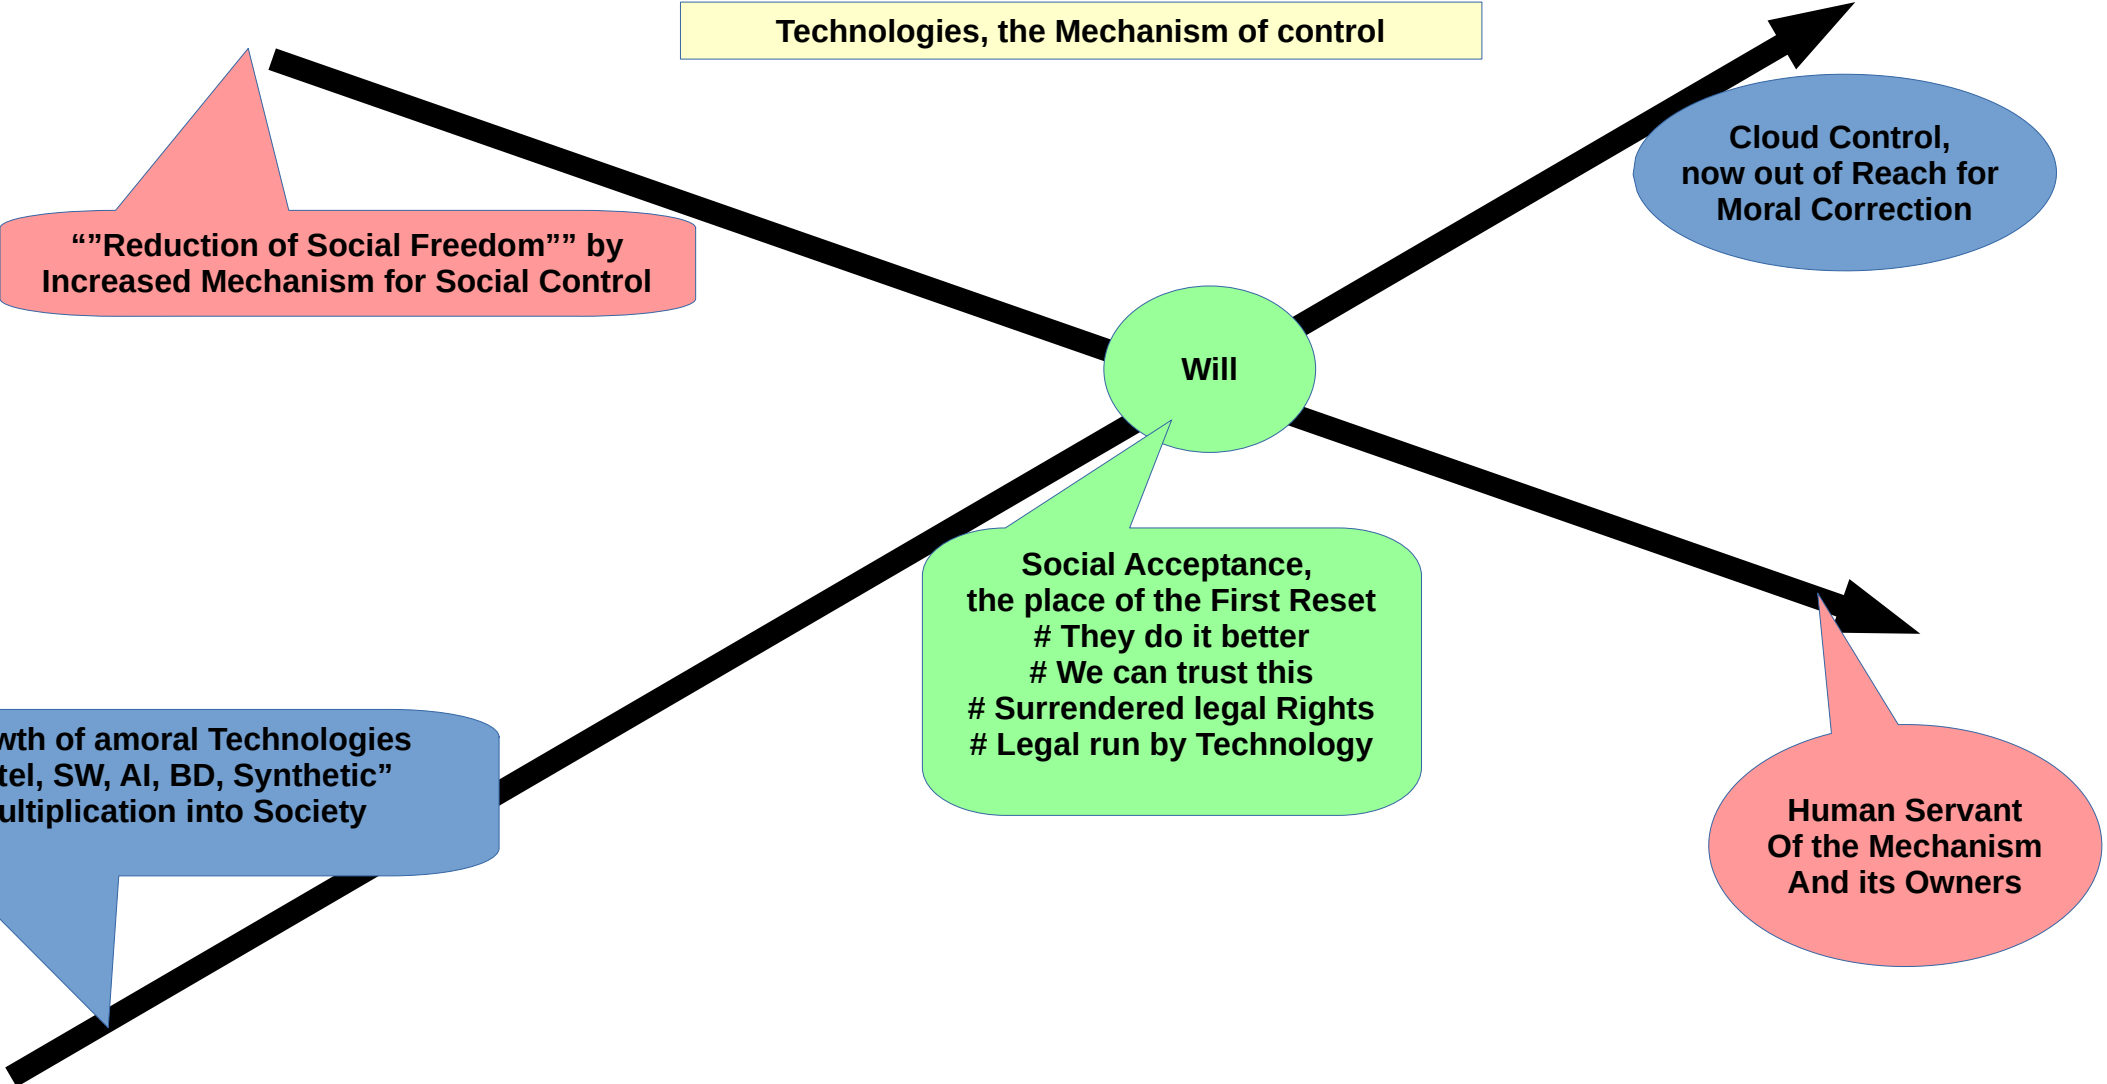 Technologies, the Mechanism of control
Cloud Control,
now out of Reach for
Moral Correction
“”Reduction of Social Freedom”” by
Increased Mechanism for Social Control
Will
Social Acceptance,
the place of the First Reset
# They do it better
# We can trust this
# Surrendered legal Rights
# Legal run by Technology
of amoral Technologies
SW, AI, BD, Synthetic”
into Society
Human Servant
Of the Mechanism
And its Owners